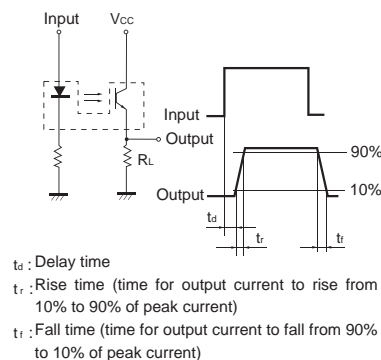 Input Vcc
Input
Output
RL
90%
10%
Output
td
tr tf
td : Delay time
tr : Rise time (time for output current to rise from
10% to 90% of peak current)
tf : Fall time (time for output current to fall from 90%
to 10% of peak current)